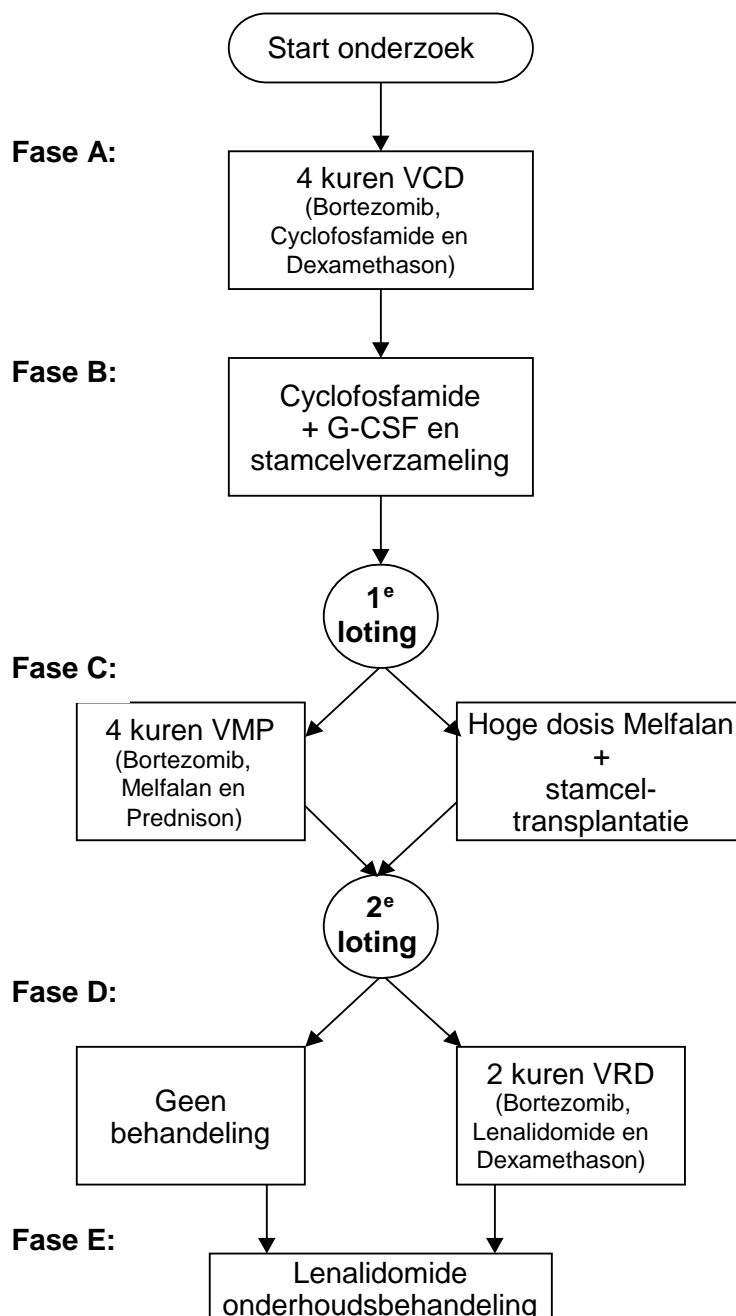 Start onderzoek
Fase A:
4 kuren VCD
(Bortezomib,
Cyclofosfamide en
Dexamethason)
Fase B:
Cyclofosfamide
+ G-CSF en
stamcelverzameling
1e
loting
Fase C:
4 kuren VMP
(Bortezomib,
Melfalan en
Prednison)
Hoge dosis Melfalan
+
stamcel-
transplantatie
2e
loting
Fase D:
Geen
behandeling
2 kuren VRD
(Bortezomib,
Lenalidomide en
Dexamethason)
Fase E:
Lenalidomide
onderhoudsbehandeling